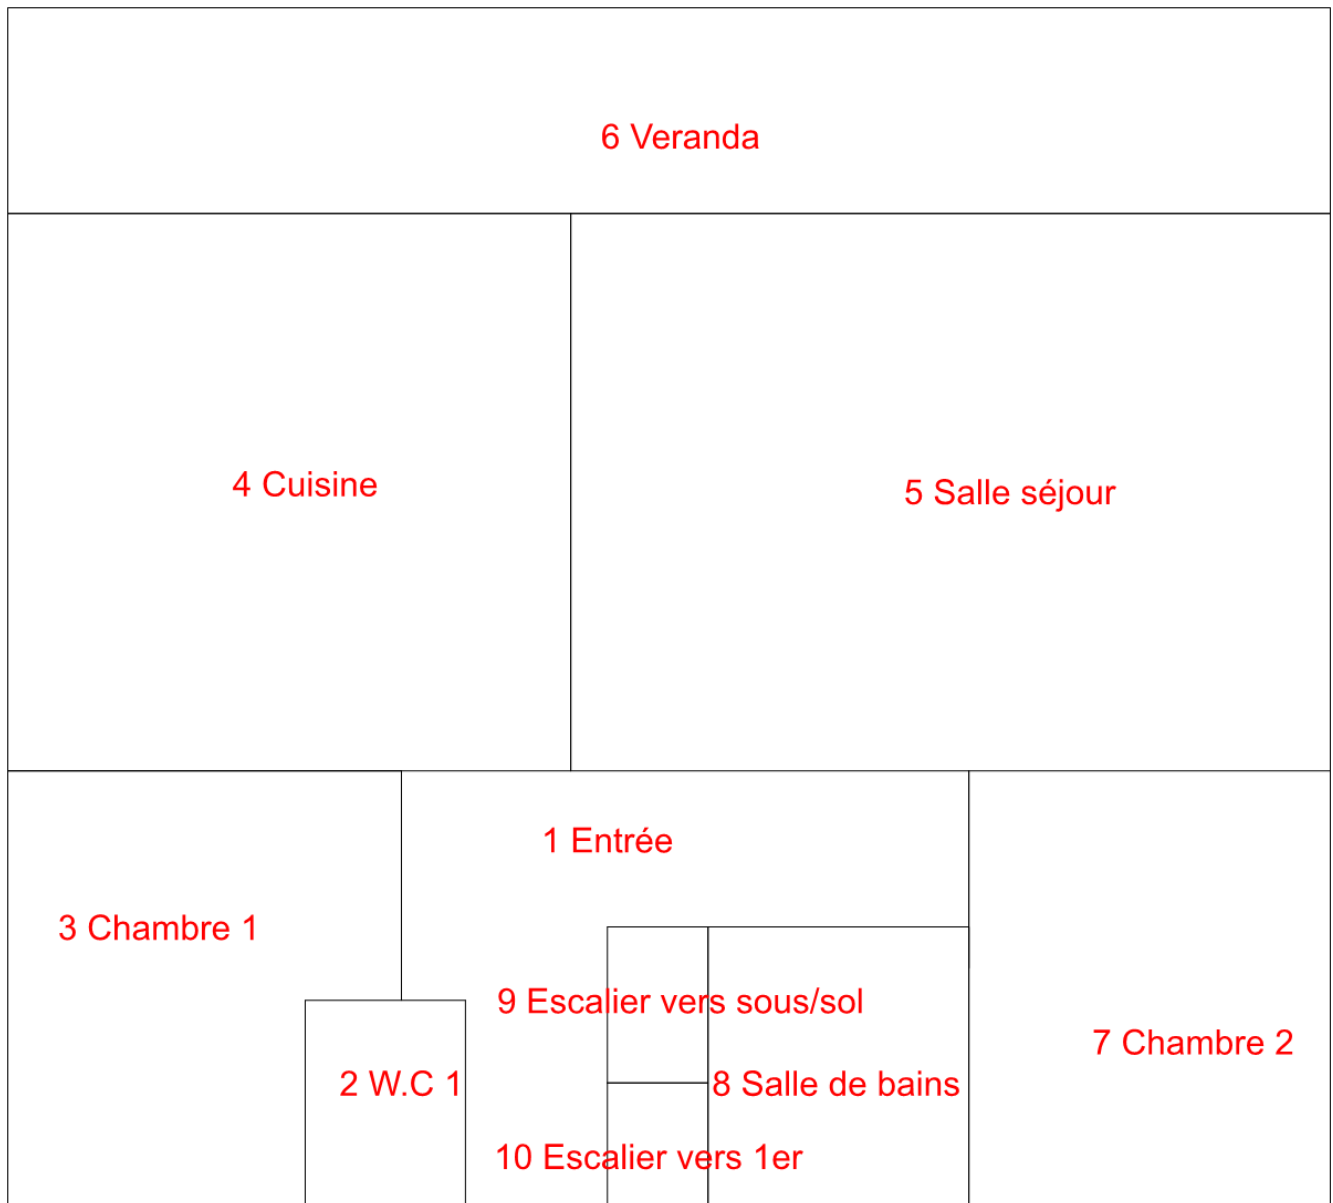 6 Veranda
4 Cuisine
5 Salle séjour
1 Entrée
3 Chambre 1
9 Escalier vers sous/sol
7 Chambre 2
2 W.C 1
8 Salle de bains
10 Escalier vers 1er